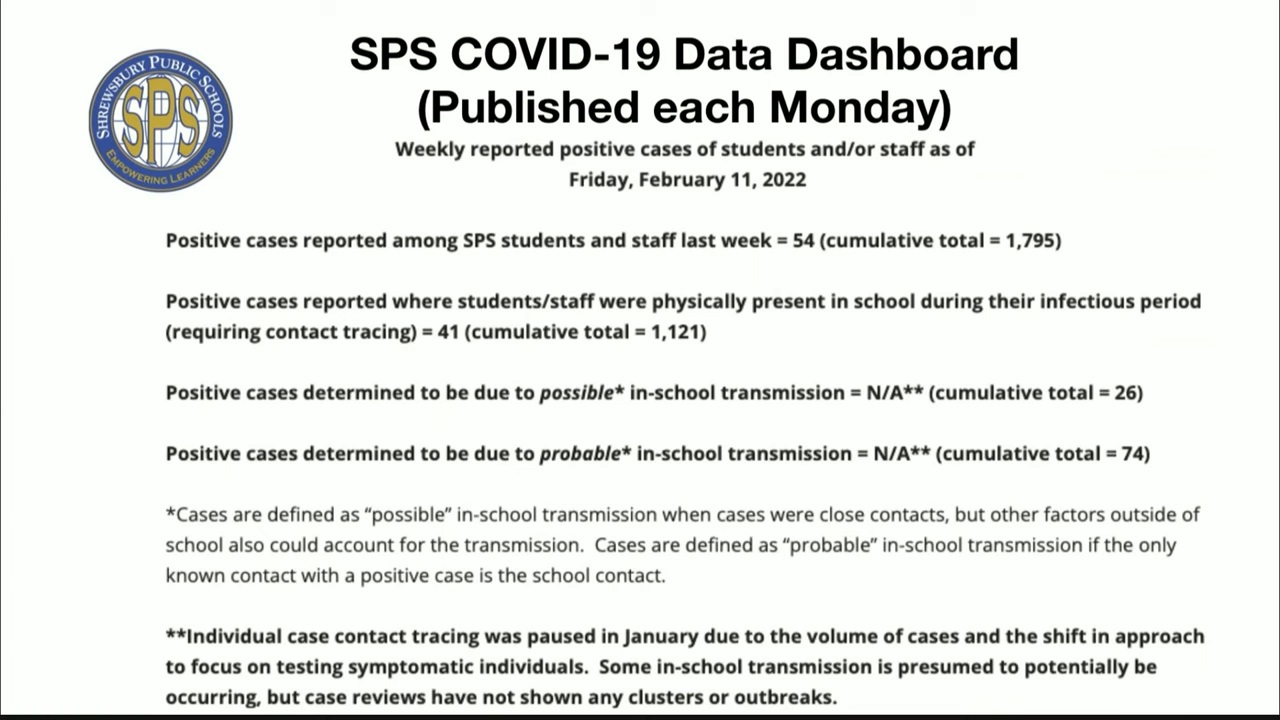 SPS COVID-19 Data Dashboard
(Published each Monday)
SHREWSBURY PUBLIC SCHOOLS
SPS
EMPOWERING LEARNERS
Weekly reported positive cases of students and/or staff as of
Friday, February 11, 2022
Positive cases reported among SPS students and staff last week = 54 (cumulative total = 1,795)
Positive cases reported where students/staff were physically present in school during their infectious period
(requiring contact tracing) = 41 (cumulative total = 1,121)
Positive cases determined to be due to possible* in-school transmission = N/A** (cumulative total = 26)
Positive cases determined to be due to probable* in-school transmission = N/A** (cumulative total = 74)
*Cases are defined as “possible” in-school transmission when cases were close contacts, but other factors outside of
school also could account for the transmission.  Cases are defined as “probable” in-school transmission if the only
known contact with a positive case is the school contact.
**Individual case contact tracing was paused in January due to the volume of cases and the shift in approach
to focus on testing symptomatic individuals.  Some in-school transmission is presumed to potentially be
occurring, but case reviews have not shown any clusters or outbreaks.